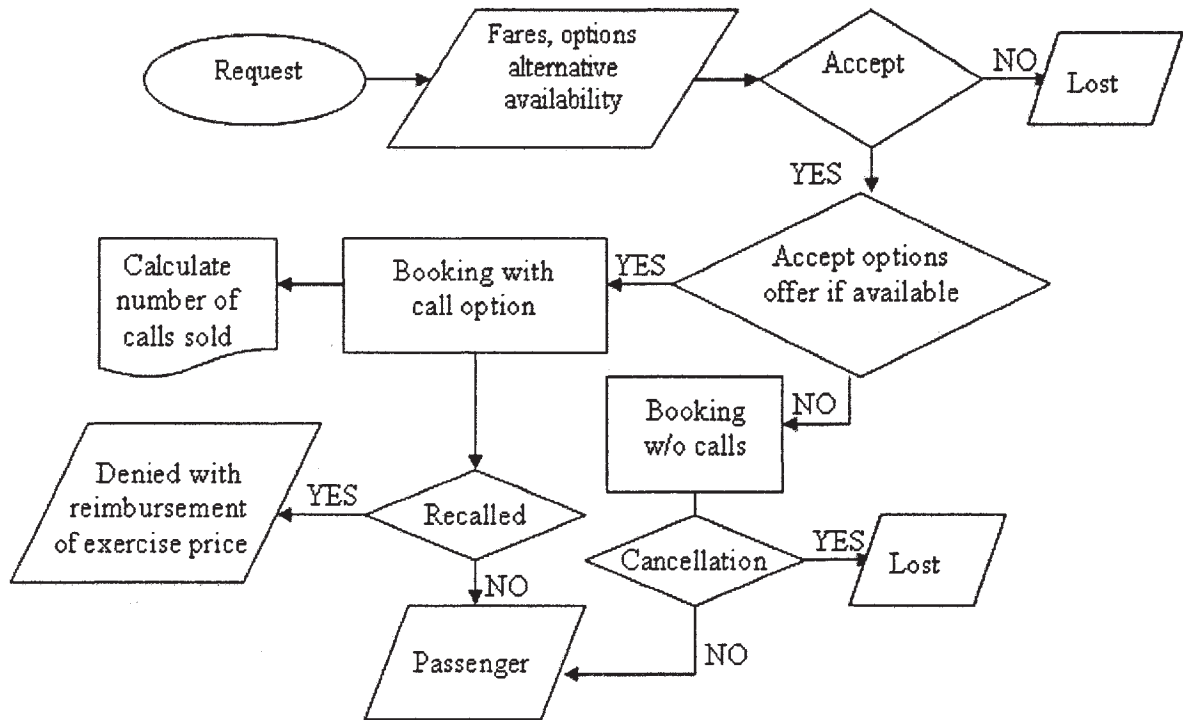 Request
Fares, options
alternative
availability
Accept
NO
Lost
YES
Accept options
offer if available
YES
Booking with
call option
Calculate
number of
calls sold
NO
Booking
w/o calls
Recalled
YES
Denied with
reimbursement
of exercise price
NO
Cancellation
YES
Lost
NO
Passenger